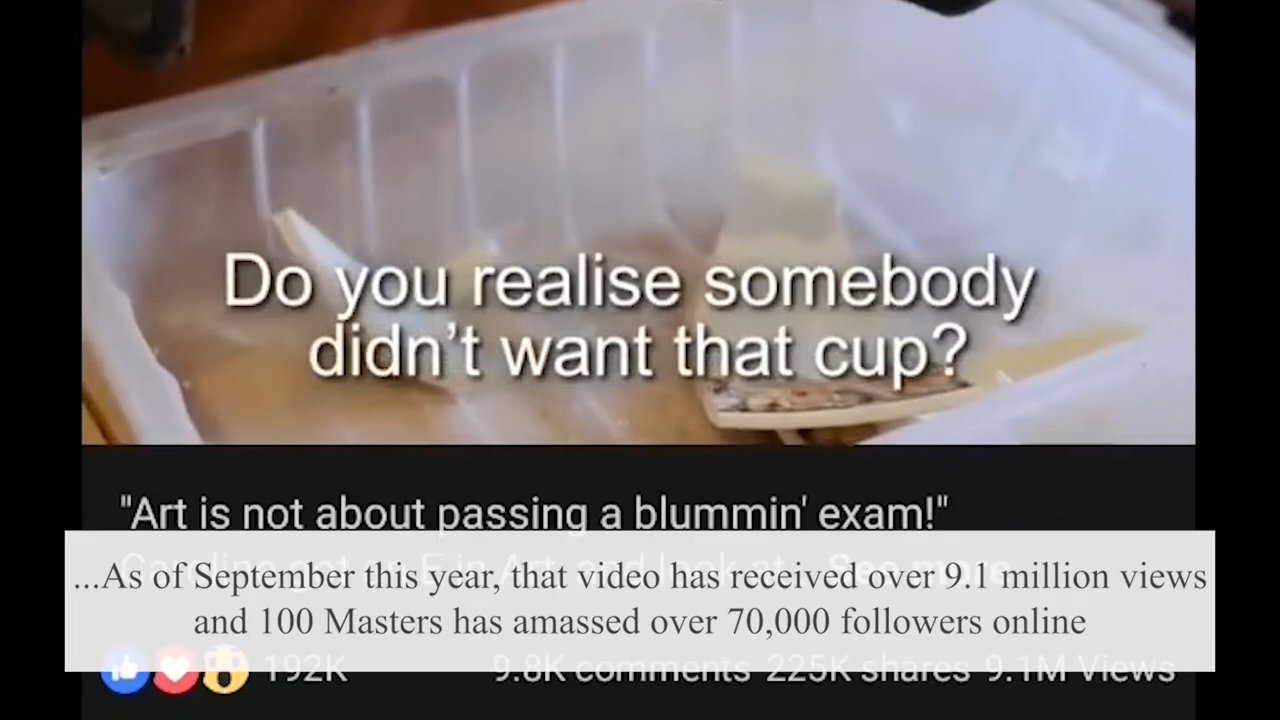 Do you realise somebody
didn't want that cup?
"Art is not about passing a blummin' exam!"
...As of September this year, that video has received over 9.1 million views
and 100 Masters has amassed over 70,000 followers online
192K 9.8K comments 225K shares 9.1M Views